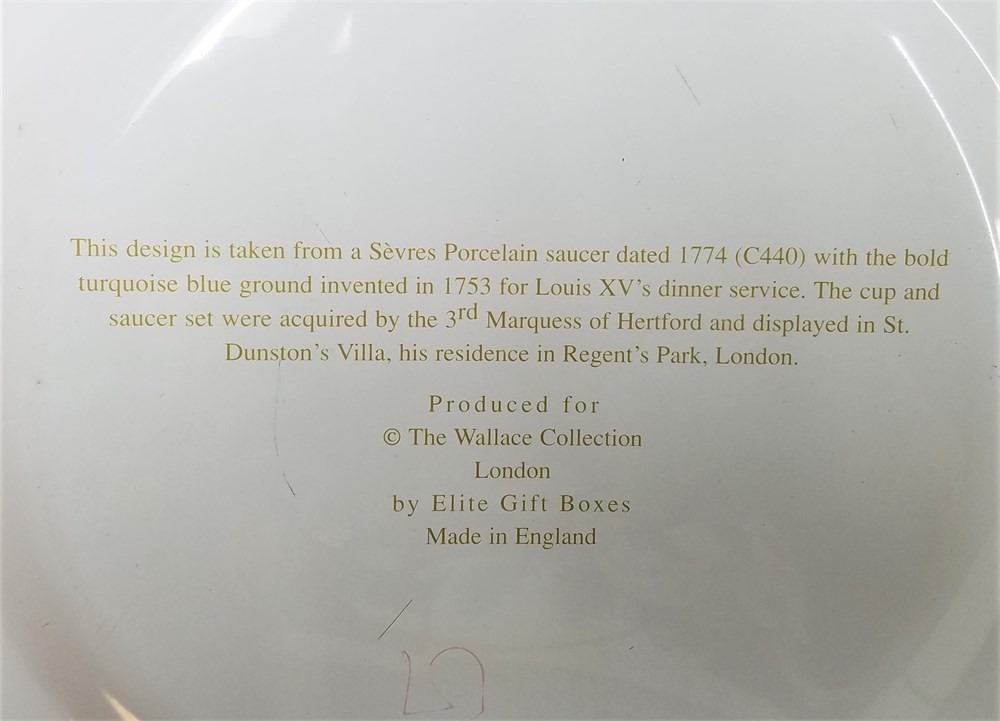 This design is taken from a Sèvres Porcelain saucer dated 1774 (C440) with the bold
turquoise blue ground invented in 1753 for Louis XV's dinner service. The cup and
saucer set were acquired by the 3rd Marquess of Hertford and displayed in St.
Dunston's Villa, his residence in Regent's Park, London.
Produced for
© The Wallace Collection
London
by Elite Gift Boxes
Made in England